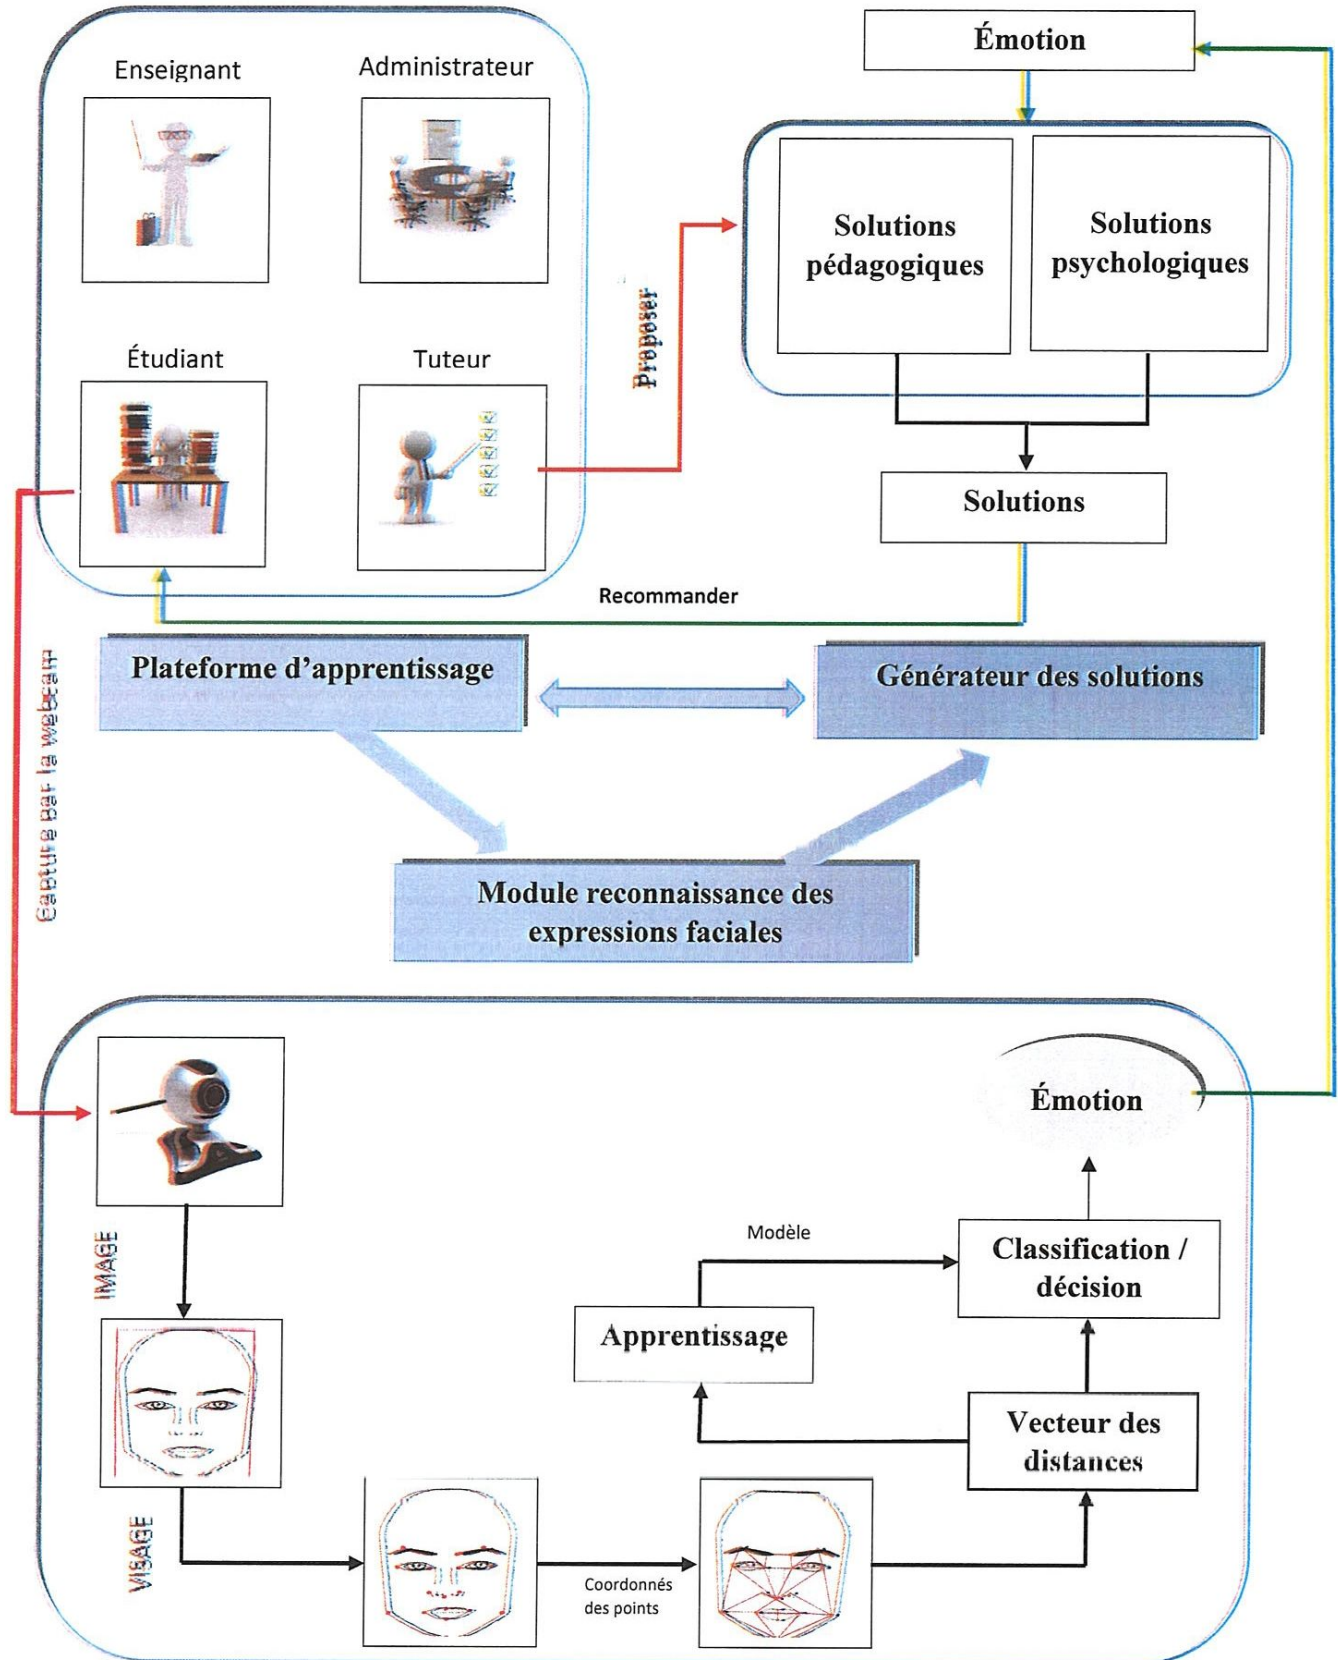 Émotion
Enseignant
Administrateur
Solutions
pédagogiques
Solutions
psychologiques
Proposer
Étudiant
Tuteur
Solutions
Recommander
Plateforme d'apprentissage
Générateur des solutions
Capture par la webcam
Module reconnaissance des
expressions faciales
Émotion
IMAGE
Modèle
Classification /
décision
Apprentissage
Vecteur des
distances
VISAGE
Coordonnés
des points